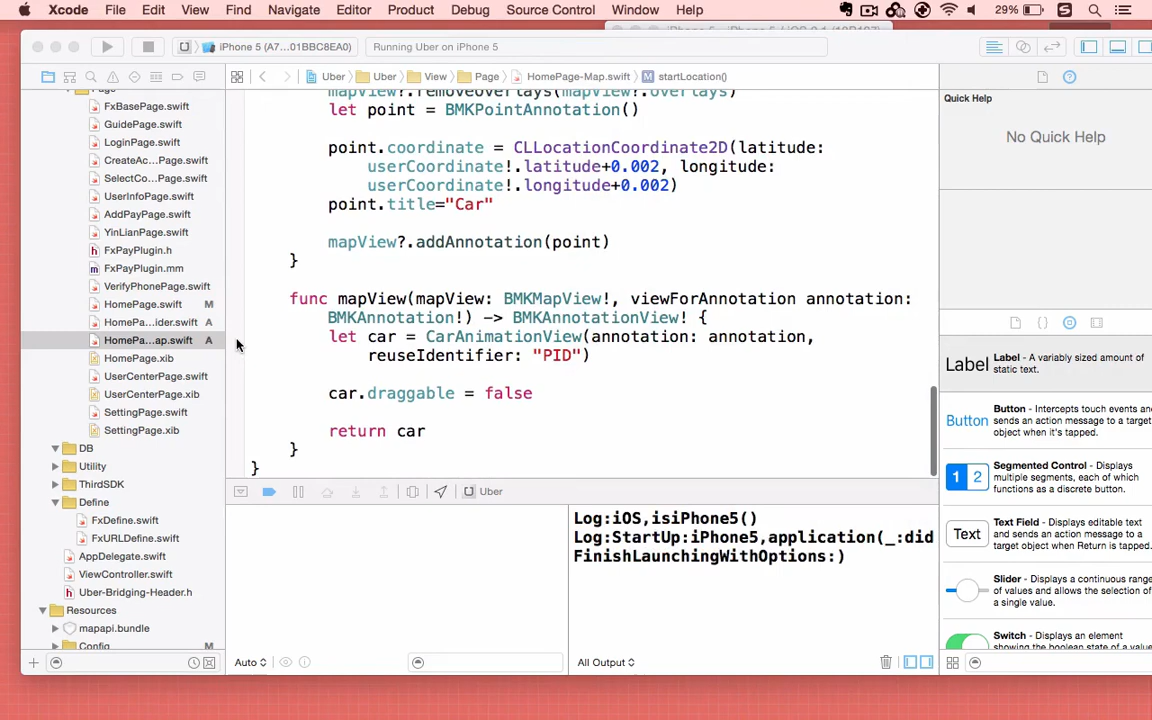 Xcode File Edit View Find Navigate Editor Product Debug Source Control Window Help 29%
iPhone 5 (A7...01BBC8EA0) Running Uber on iPhone 5
Uber Uber View Page HomePage-Map.swift M startLocation()
FxBasePage.swift
GuidePage.swift
LoginPage.swift
CreateAc...Page.swift
SelectCo...Page.swift
UserInfoPage.swift
AddPayPage.swift
YinLianPage.swift
FxPayPlugin.h
FxPayPlugin.mm
VerifyPhonePage.swift
HomePage.swift M
HomePa...ider.swift A
HomePa...ap.swift A
HomePage.xib
UserCenterPage.swift
UserCenterPage.xib
SettingPage.swift
SettingPage.xib
DB
Utility
ThirdSDK
Define
FxDefine.swift
FxURLDefine.swift
AppDelegate.swift
ViewController.swift
Uber-Bridging-Header.h
Resources
mapapi.bundle
Config M
mapView?.removeOverlays(mapView?.overlays)
let point = BMKPointAnnotation()
point.coordinate = CLLocationCoordinate2D(latitude:
userCoordinate!.latitude+0.002, longitude:
userCoordinate!.longitude+0.002)
point.title="Car"
mapView?.addAnnotation(point)
}
func mapView(mapView: BMKMapView!, viewForAnnotation annotation:
BMKAnnotation!) -> BMKAnnotationView! {
let car = CarAnimationView(annotation: annotation,
reuseIdentifier: "PID")
car.draggable = false
return car
}
}
Uber
Log:iOS,isiPhone5()
Log:StartUp:iPhone5,application(_:did
FinishLaunchingWithOptions:)
Auto
All Output
Quick Help
No Quick Help
Label Label - A variably sized amount of
static text.
Button Button - Intercepts touch events and
sends an action message to a target
object when it's tapped.
1 2 Segmented Control - Displays
multiple segments, each of which
functions as a discrete button.
Text Text Field - Displays editable text
and sends an action message to a
target object when Return is tapped.
Slider - Displays a continuous range
of values and allows the selection of
a single value.
Switch - Displays an element
showing the boolean state of a value.